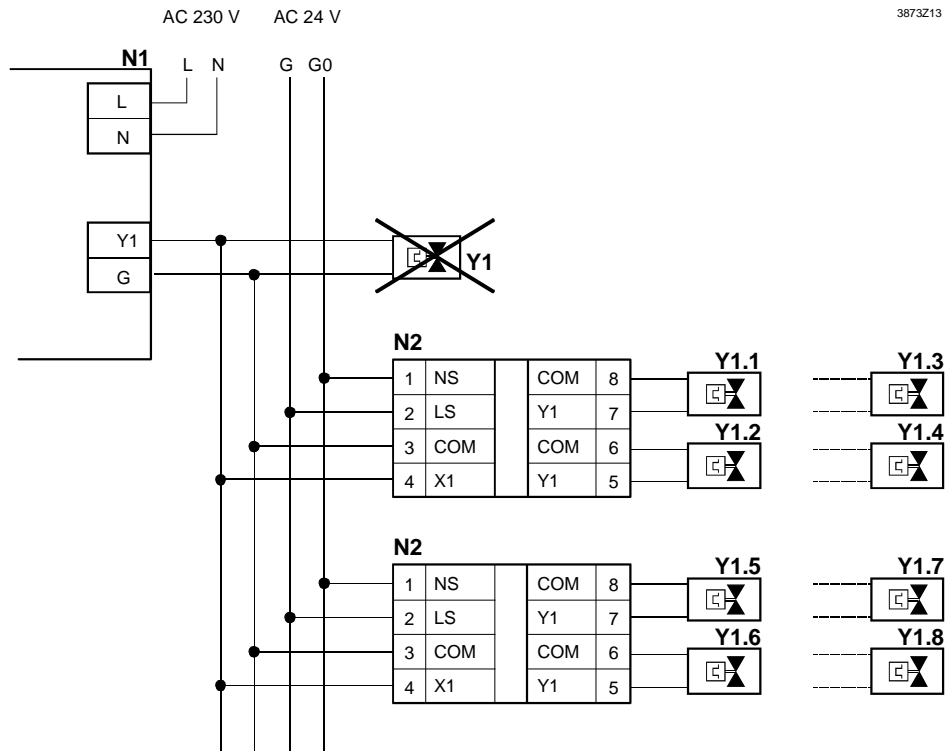 AC 230 V AC 24 V 3873Z13
N1 L N G G0
L
N
Y1
G
Y1
N2
Y1.1 Y1.3
1 NS COM 8
2 LS Y1 7
Y1.2 Y1.4
3 COM COM 6
4 X1 Y1 5
N2
Y1.5 Y1.7
1 NS COM 8
2 LS Y1 7
Y1.6 Y1.8
3 COM COM 6
4 X1 Y1 5